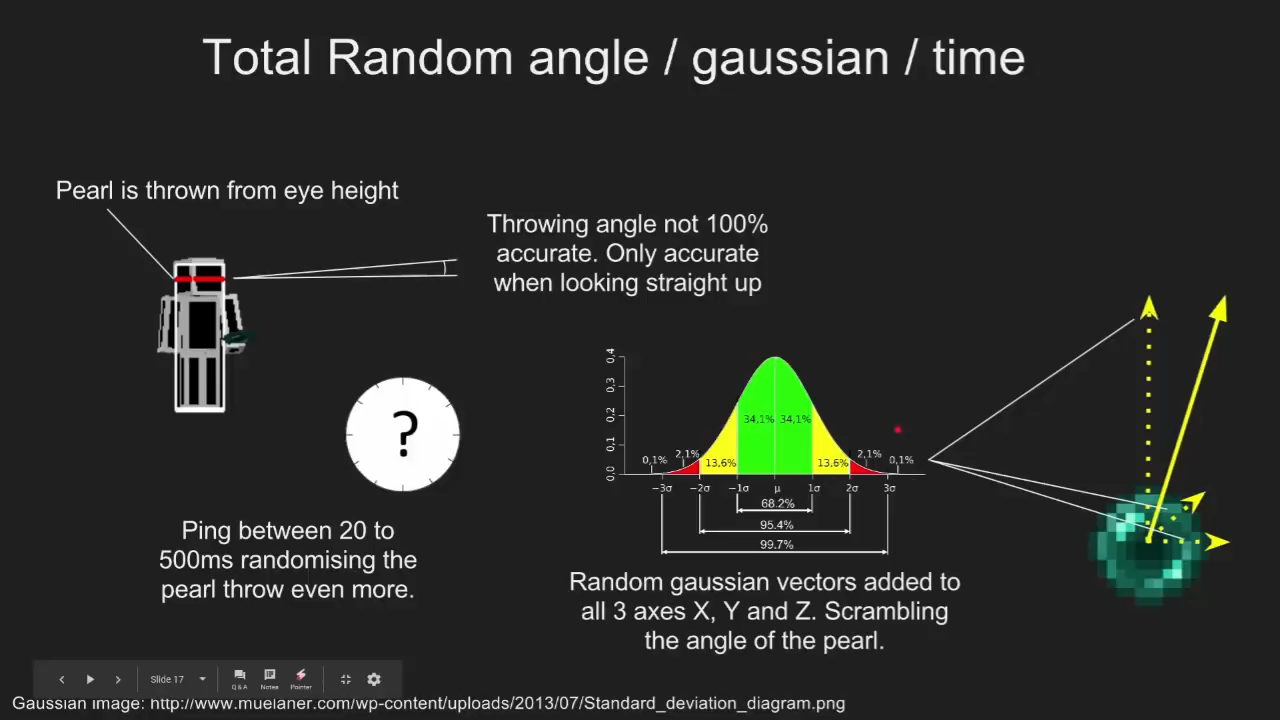 Total Random angle / gaussian / time
Pearl is thrown from eye height
Throwing angle not 100%
accurate. Only accurate
when looking straight up
?
Ping between 20 to
500ms randomising the
pearl throw even more.
0,4
0,3
0,2
0,1
0,0
34,1% 34,1%
0,1% 2,1% 13,6% 13,6% 2,1% 0,1%
−3σ −2σ −1σ μ 1σ 2σ 3σ
68.2%
95.4%
99.7%
Random gaussian vectors added to
all 3 axes X, Y and Z. Scrambling
the angle of the pearl.
Slide 17
Q&A Notes Pointer
Gaussian image: http://www.muelaner.com/wp-content/uploads/2013/07/Standard_deviation_diagram.png